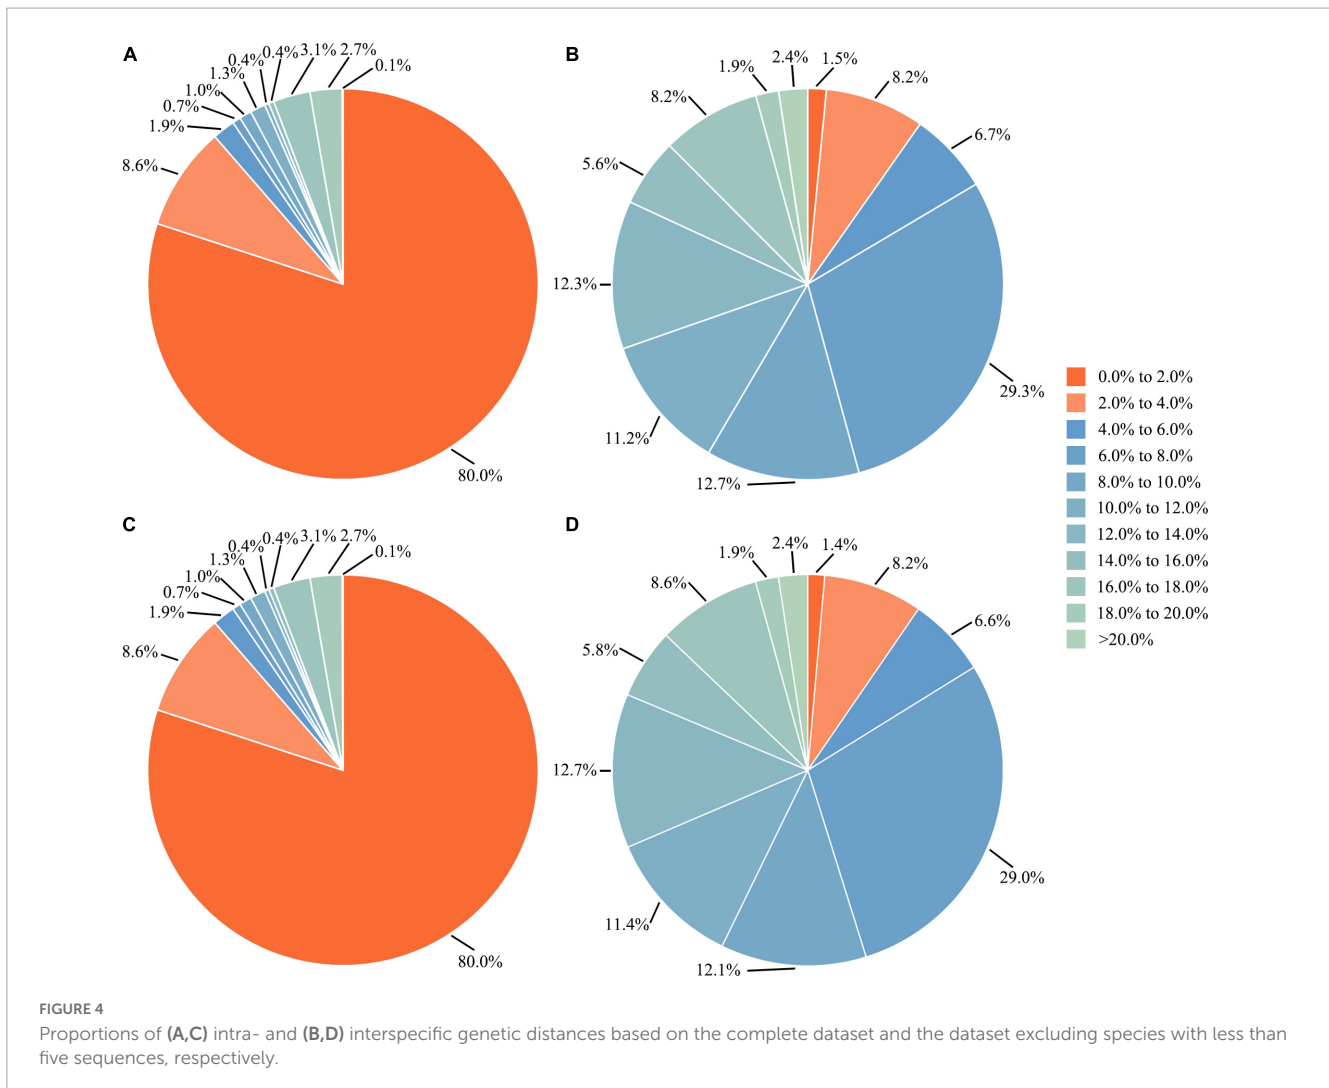 A
0.4%
0.4%
3.1%
2.7%
0.1%
1.3%
1.0%
0.7%
1.9%
8.6%
80.0%
B
1.9%
2.4%
1.5%
8.2%
8.2%
6.7%
5.6%
12.3%
29.3%
11.2%
12.7%
0.0% to 2.0%
2.0% to 4.0%
4.0% to 6.0%
6.0% to 8.0%
8.0% to 10.0%
10.0% to 12.0%
12.0% to 14.0%
14.0% to 16.0%
16.0% to 18.0%
18.0% to 20.0%
>20.0%
C
0.4%
0.4%
3.1%
2.7%
0.1%
1.3%
1.0%
0.7%
1.9%
8.6%
80.0%
D
1.9%
2.4%
1.4%
8.6%
8.2%
6.6%
5.8%
12.7%
29.0%
11.4%
12.1%
FIGURE 4
Proportions of (A,C) intra- and (B,D) interspecific genetic distances based on the complete dataset and the dataset excluding species with less than
five sequences, respectively.